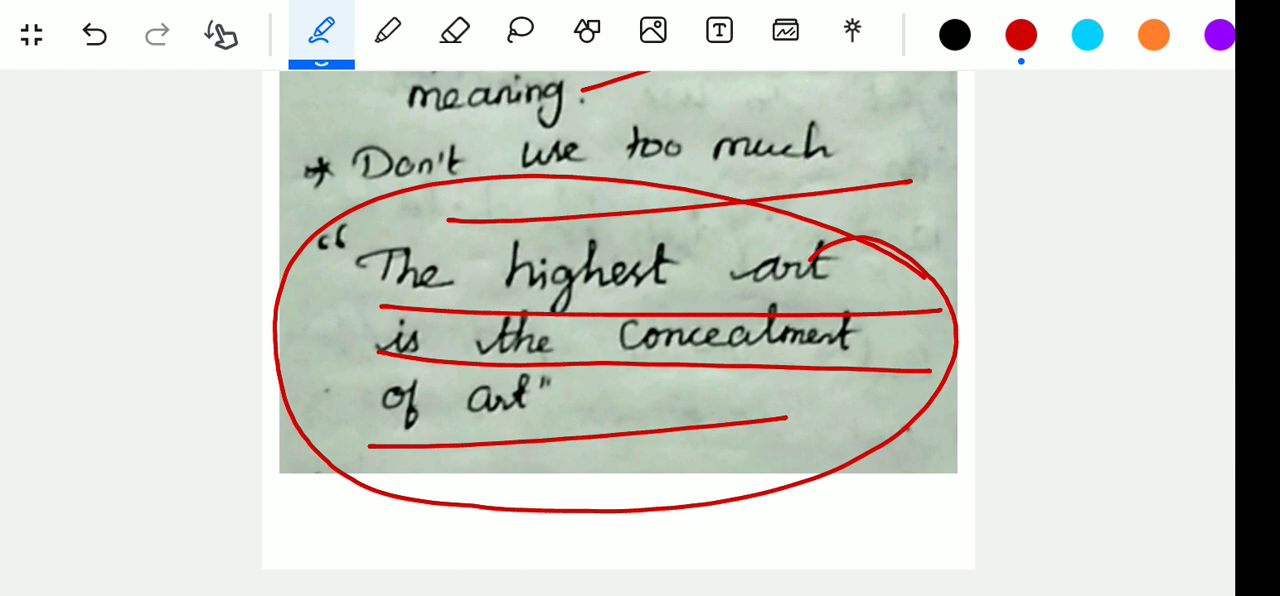 meaning.
* Don't use too much
"The highest art
is the Concealment
of art"